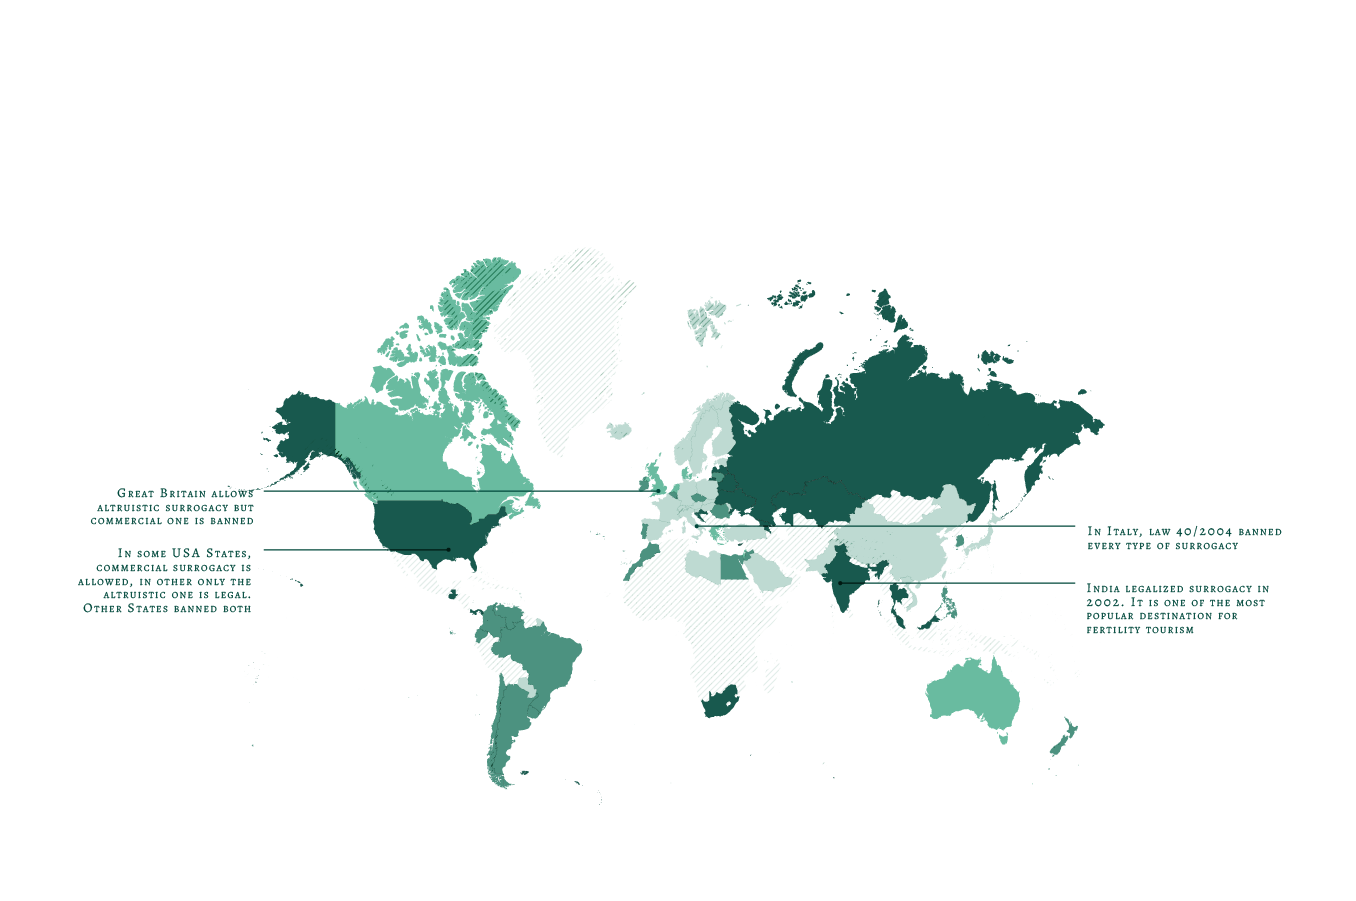 Great Britain allows
altruistic surrogacy but
commercial one is banned
In some USA States,
commercial surrogacy is
allowed, in other only the
altruistic one is legal.
Other States banned both
In Italy, law 40/2004 banned
every type of surrogacy
India legalized surrogacy in
2002. It is one of the most
popular destination for
fertility tourism